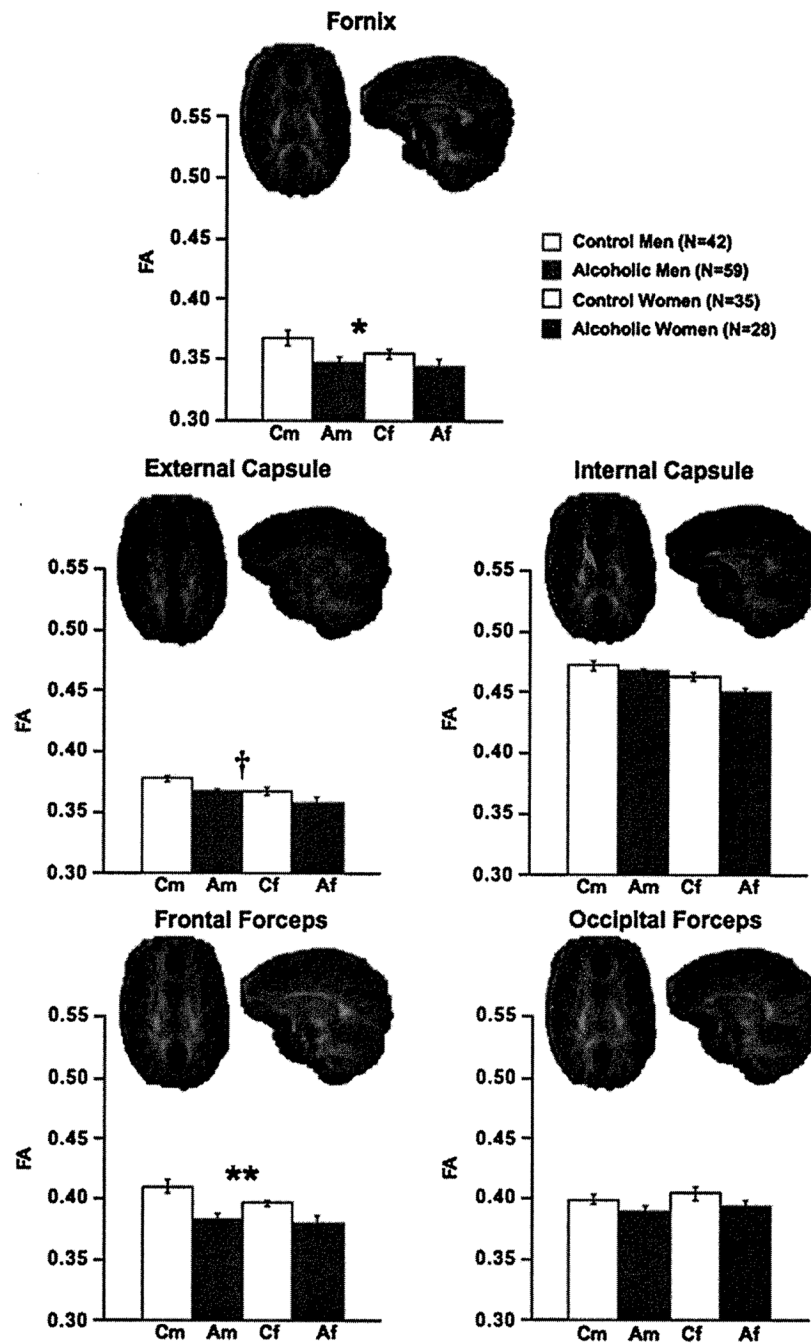 Fornix
0.55
0.50
0.45
0.40
0.35
0.30
FA
*
Cm Am Cf Af
Control Men (N=42)
Alcoholic Men (N=59)
Control Women (N=35)
Alcoholic Women (N=28)
External Capsule
0.55
0.50
0.45
0.40
0.35
0.30
FA
†
Cm Am Cf Af
Internal Capsule
0.55
0.50
0.45
0.40
0.35
0.30
FA
Cm Am Cf Af
Frontal Forceps
0.55
0.50
0.45
0.40
0.35
0.30
FA
**
Cm Am Cf Af
Occipital Forceps
0.55
0.50
0.45
0.40
0.35
0.30
FA
Cm Am Cf Af